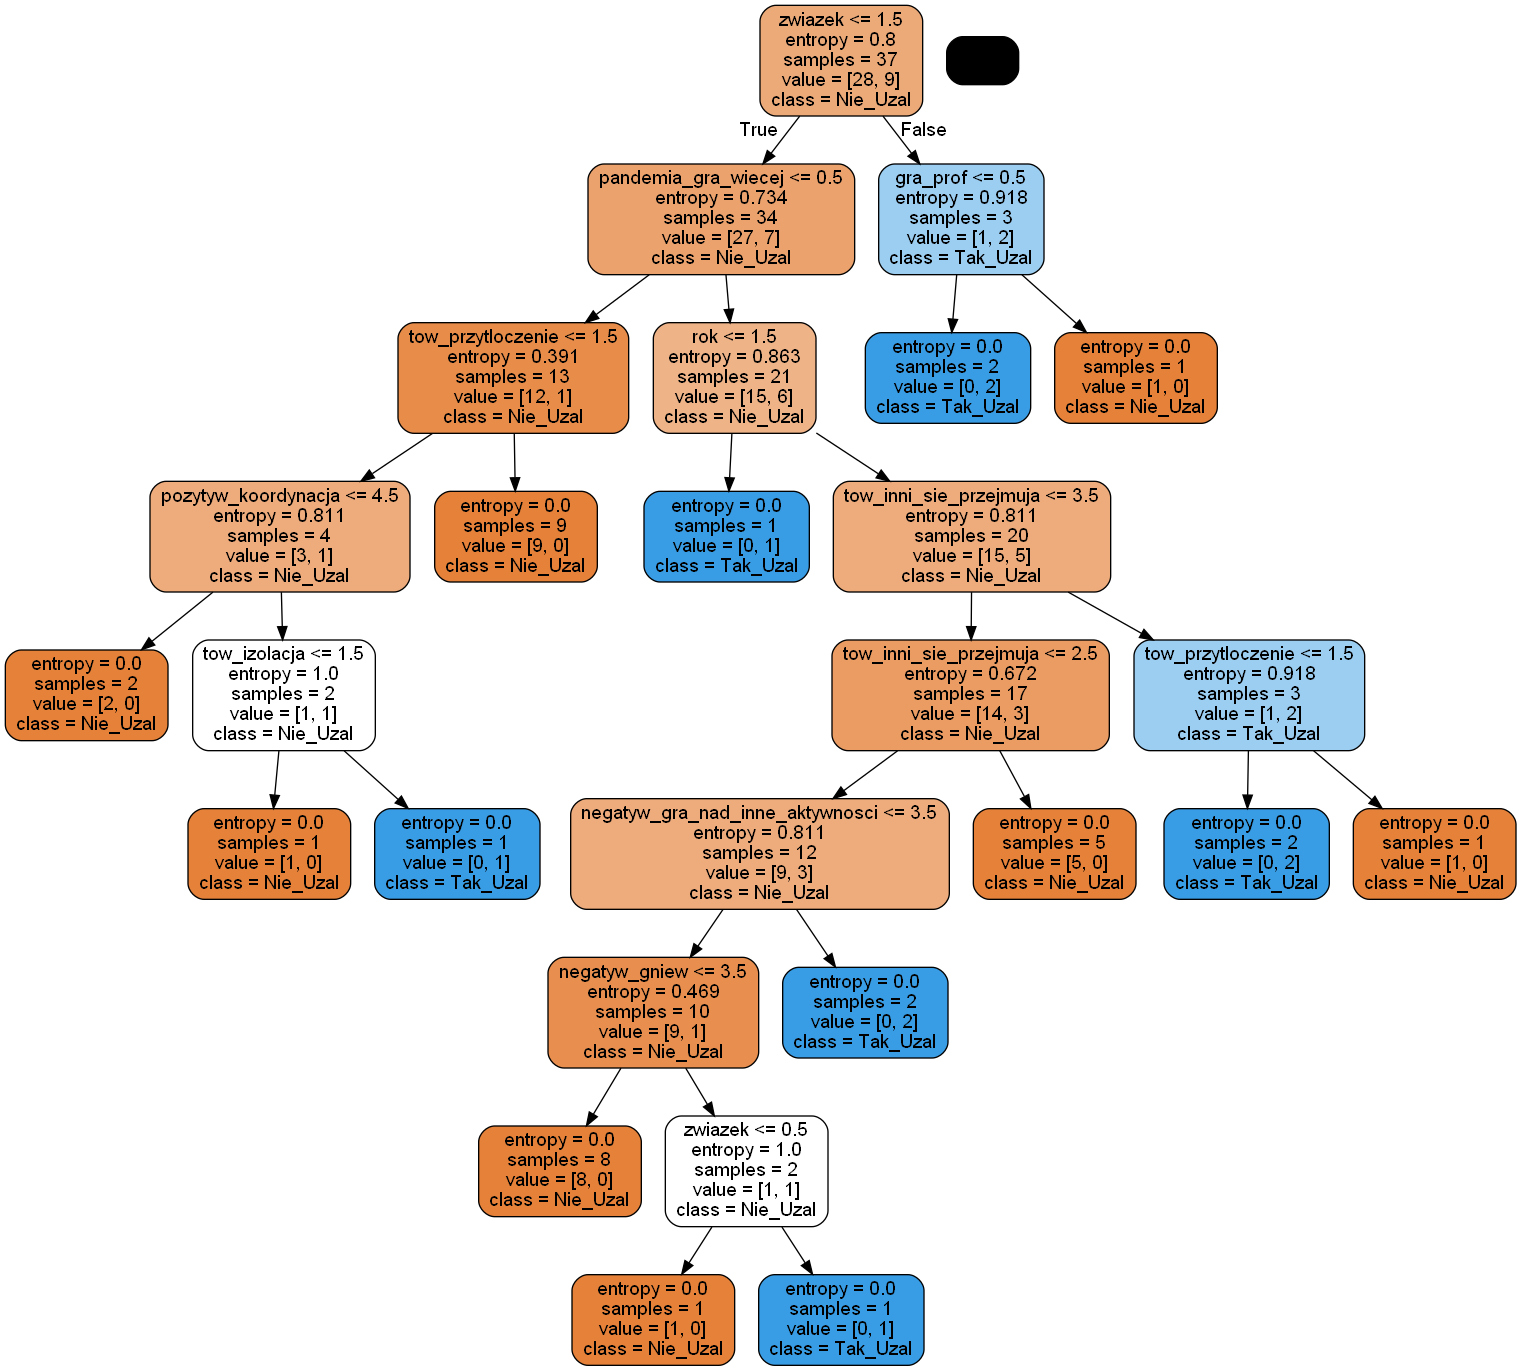 zwiazek <= 1.5
entropy = 0.8
samples = 37
value = [28, 9]
class = Nie_Uzal
True
False
pandemia_gra_wiecej <= 0.5
entropy = 0.734
samples = 34
value = [27, 7]
class = Nie_Uzal
gra_prof <= 0.5
entropy = 0.918
samples = 3
value = [1, 2]
class = Tak_Uzal
tow_przytloczenie <= 1.5
entropy = 0.391
samples = 13
value = [12, 1]
class = Nie_Uzal
rok <= 1.5
entropy = 0.863
samples = 21
value = [15, 6]
class = Nie_Uzal
entropy = 0.0
samples = 2
value = [0, 2]
class = Tak_Uzal
entropy = 0.0
samples = 1
value = [1, 0]
class = Nie_Uzal
pozytyw_koordynacja <= 4.5
entropy = 0.811
samples = 4
value = [3, 1]
class = Nie_Uzal
entropy = 0.0
samples = 9
value = [9, 0]
class = Nie_Uzal
entropy = 0.0
samples = 1
value = [0, 1]
class = Tak_Uzal
tow_inni_sie_przejmuja <= 3.5
entropy = 0.811
samples = 20
value = [15, 5]
class = Nie_Uzal
entropy = 0.0
samples = 2
value = [2, 0]
class = Nie_Uzal
tow_izolacja <= 1.5
entropy = 1.0
samples = 2
value = [1, 1]
class = Nie_Uzal
tow_inni_sie_przejmuja <= 2.5
entropy = 0.672
samples = 17
value = [14, 3]
class = Nie_Uzal
tow_przytloczenie <= 1.5
entropy = 0.918
samples = 3
value = [1, 2]
class = Tak_Uzal
entropy = 0.0
samples = 1
value = [1, 0]
class = Nie_Uzal
entropy = 0.0
samples = 1
value = [0, 1]
class = Tak_Uzal
negatyw_gra_nad_inne_aktywnosci <= 3.5
entropy = 0.811
samples = 12
value = [9, 3]
class = Nie_Uzal
entropy = 0.0
samples = 5
value = [5, 0]
class = Nie_Uzal
entropy = 0.0
samples = 2
value = [0, 2]
class = Tak_Uzal
entropy = 0.0
samples = 1
value = [1, 0]
class = Nie_Uzal
negatyw_gniew <= 3.5
entropy = 0.469
samples = 10
value = [9, 1]
class = Nie_Uzal
entropy = 0.0
samples = 2
value = [0, 2]
class = Tak_Uzal
entropy = 0.0
samples = 8
value = [8, 0]
class = Nie_Uzal
zwiazek <= 0.5
entropy = 1.0
samples = 2
value = [1, 1]
class = Nie_Uzal
entropy = 0.0
samples = 1
value = [1, 0]
class = Nie_Uzal
entropy = 0.0
samples = 1
value = [0, 1]
class = Tak_Uzal